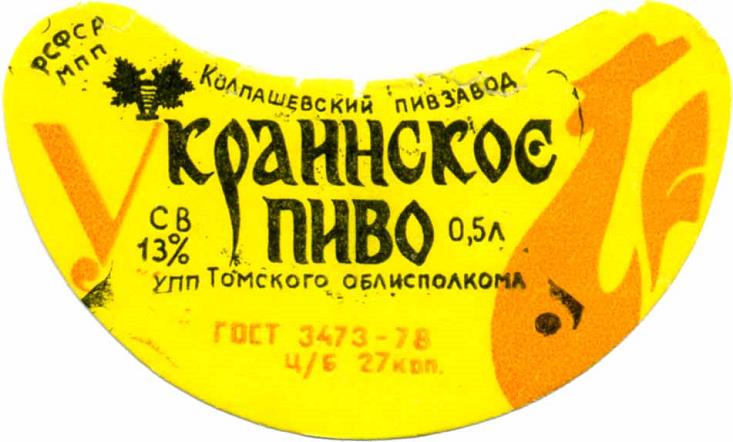 РСФСР
МПП
Колпашевский пивзавод
Украинское
пиво
СВ
13%
0,5л
УПП Томского облисполкома
ГОСТ 3473-78
ц/б 27коп.